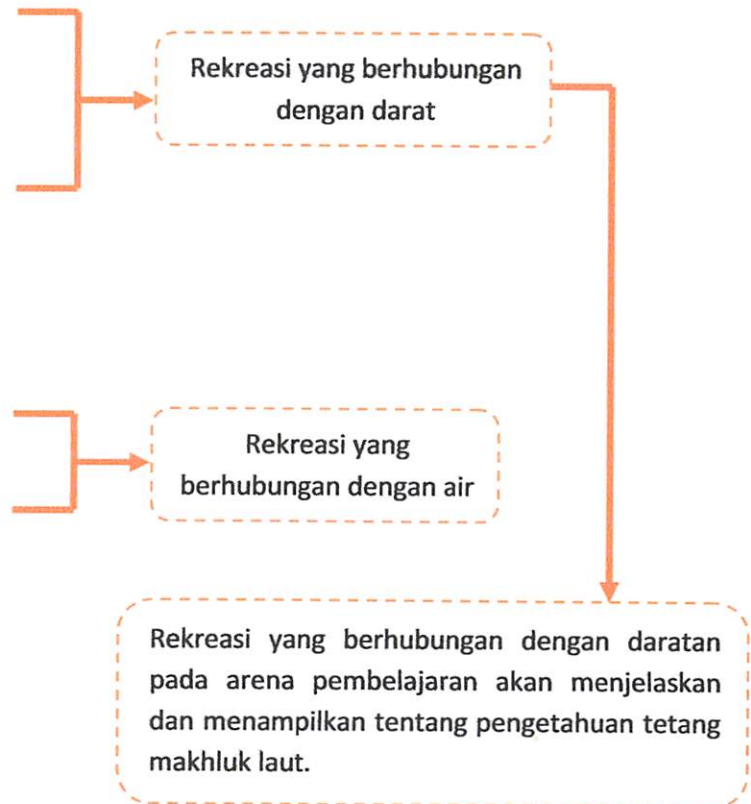 Rekreasi yang berhubungan
dengan darat
Rekreasi yang
berhubungan dengan air
Rekreasi yang berhubungan dengan daratan
pada arena pembelajaran akan menjelaskan
dan menampilkan tentang pengetahuan tetang
makhluk laut.